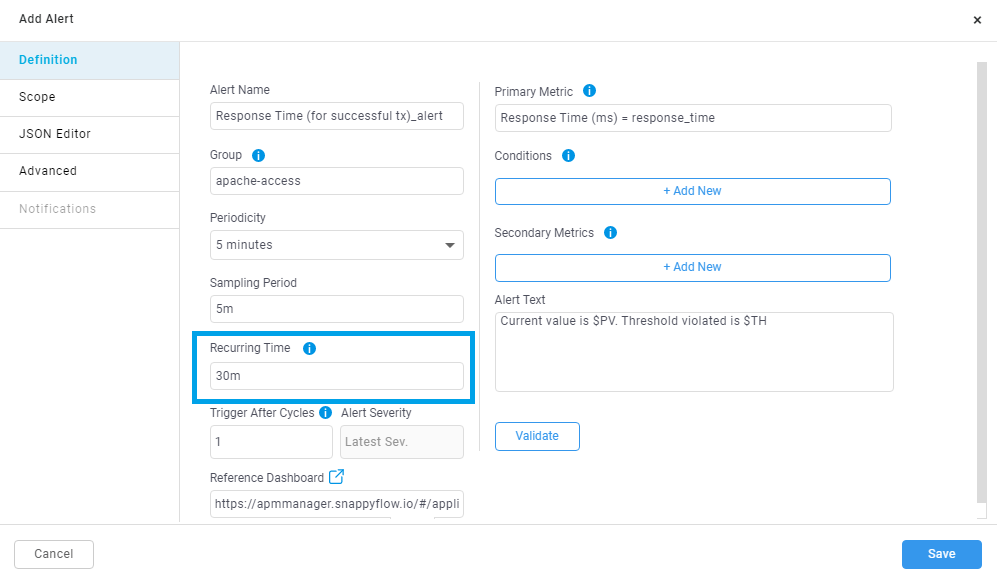 Add Alert
×
Definition
Scope
JSON Editor
Advanced
Notifications
Alert Name
Response Time (for successful tx)_alert
Group
apache-access
Periodicity
5 minutes
Sampling Period
5m
Recurring Time
30m
Trigger After Cycles
Alert Severity
1
Latest Sev.
Reference Dashboard
https://apmmanager.snappyflow.io/#/appli
Primary Metric
Response Time (ms) = response_time
Conditions
+ Add New
Secondary Metrics
+ Add New
Alert Text
Current value is $PV. Threshold violated is $TH
Validate
Cancel
Save